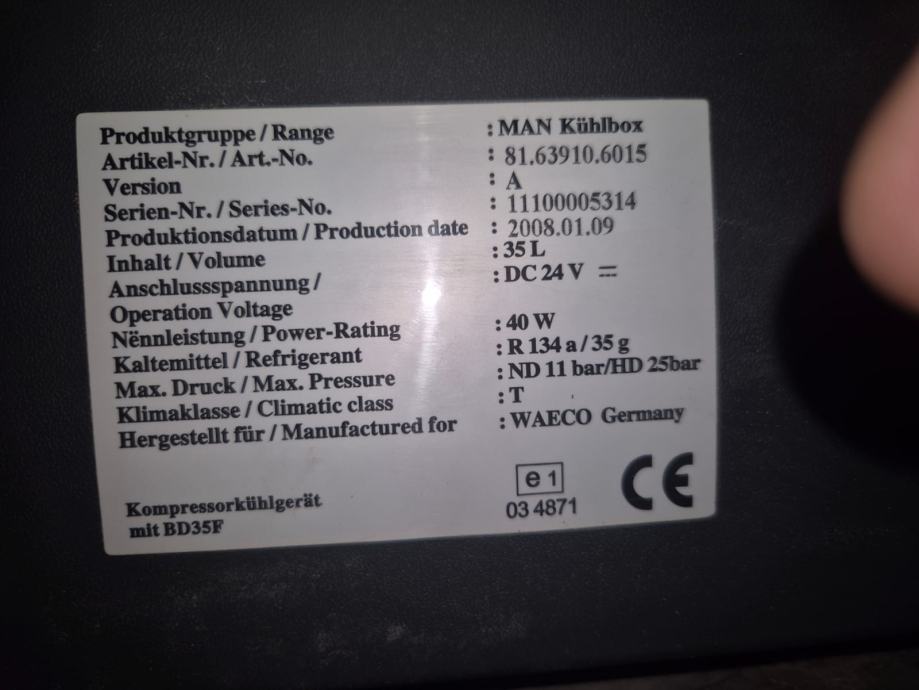 Produktgruppe / Range : MAN Kühlbox
Artikel-Nr. / Art.-No. : 81.63910.6015
Version : A
Serien-Nr. / Series-No. : 11100005314
Produktionsdatum / Production date : 2008.01.09
Inhalt / Volume : 35 L
Anschlussspannung / : DC 24 V ⎓
Operation Voltage
Nënnleistung / Power-Rating : 40 W
Kaltemittel / Refrigerant : R 134 a / 35 g
Max. Druck / Max. Pressure : ND 11 bar/HD 25bar
Klimaklasse / Climatic class : T
Hergestellt für / Manufactured for : WAECO Germany
Kompressorkühlgerät
mit BD35F
e 1
03 4871
CE